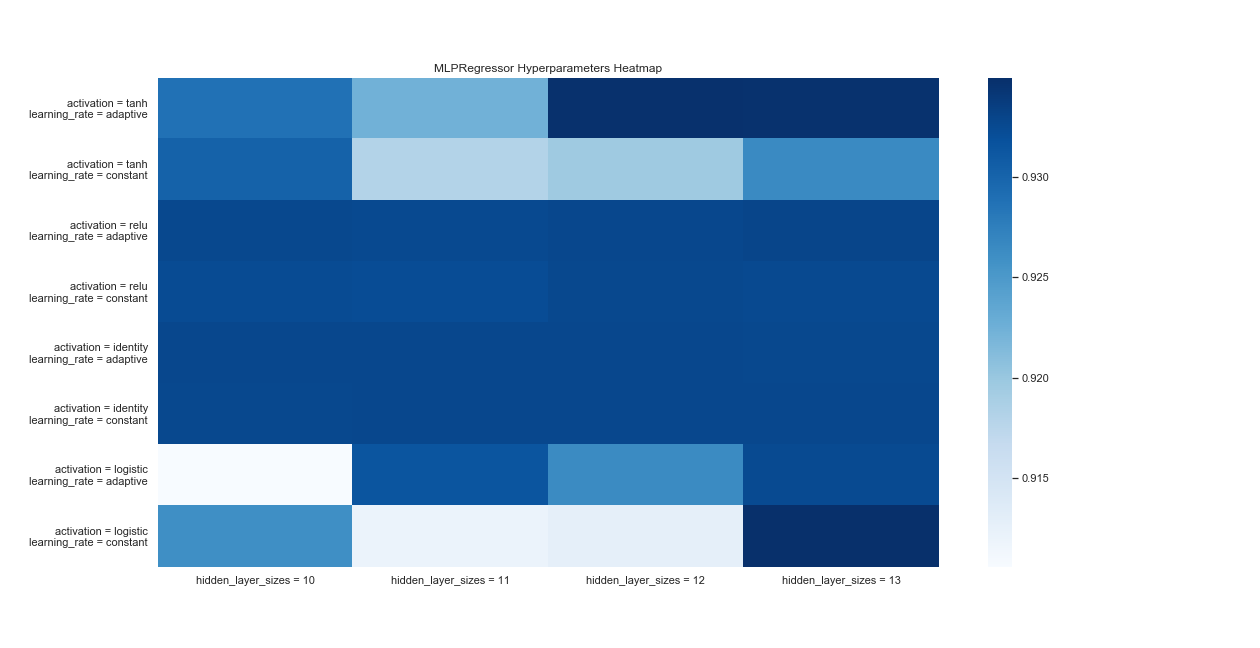 MLPRegressor Hyperparameters Heatmap
activation = tanh
learning_rate = adaptive
activation = tanh
learning_rate = constant
activation = relu
learning_rate = adaptive
activation = relu
learning_rate = constant
activation = identity
learning_rate = adaptive
activation = identity
learning_rate = constant
activation = logistic
learning_rate = adaptive
activation = logistic
learning_rate = constant
hidden_layer_sizes = 10
hidden_layer_sizes = 11
hidden_layer_sizes = 12
hidden_layer_sizes = 13
0.930
0.925
0.920
0.915